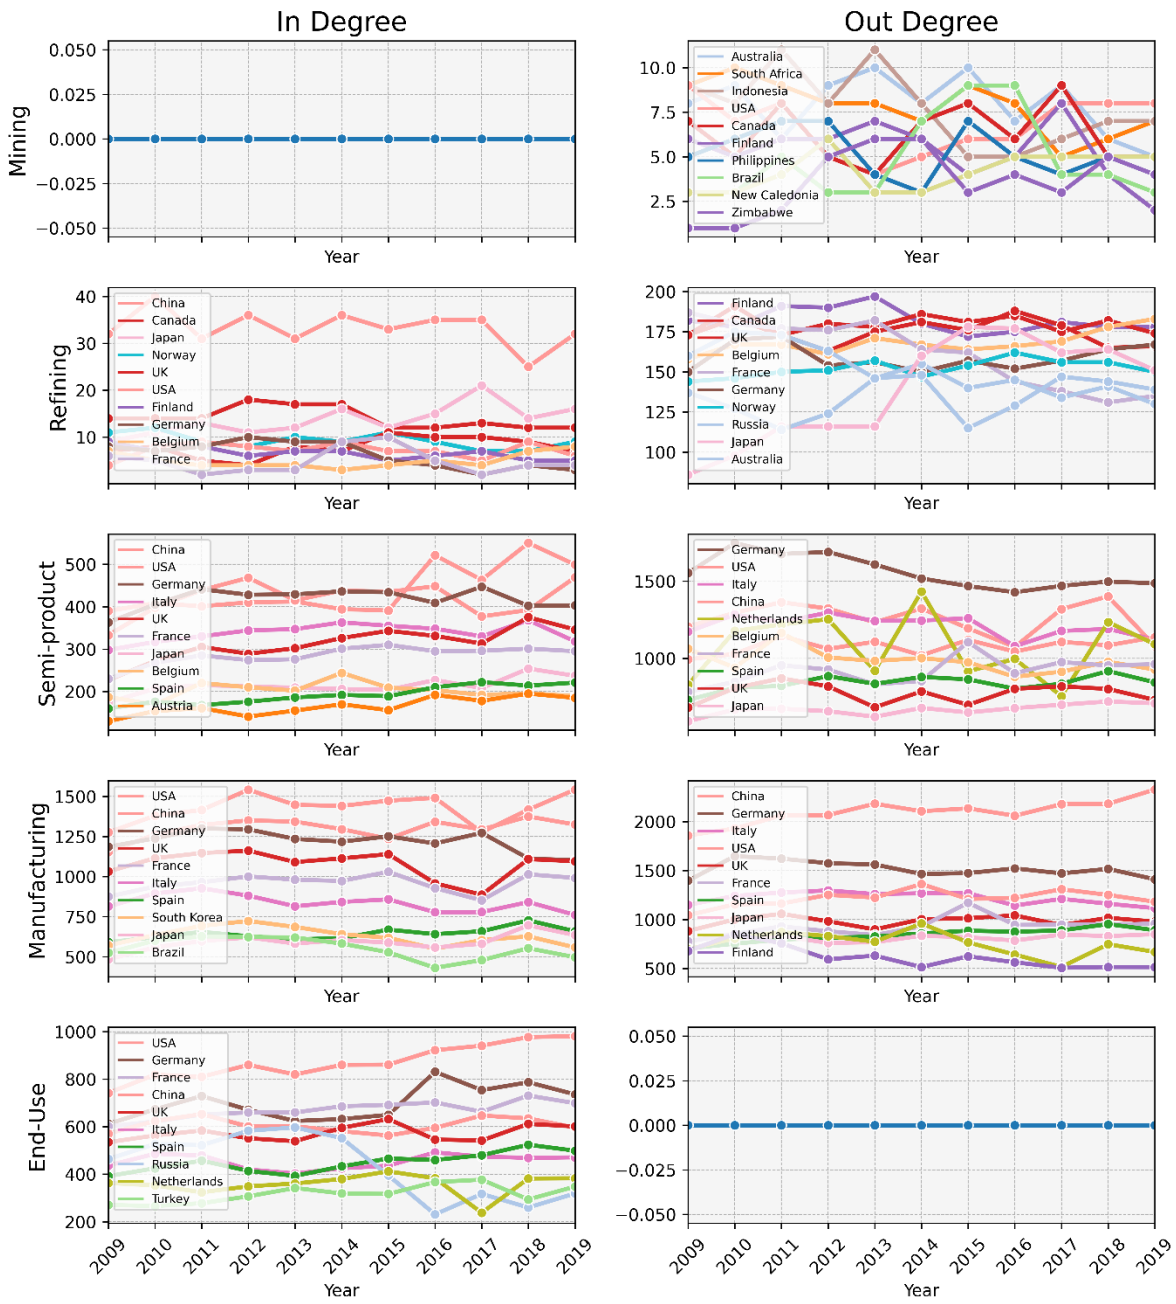 In Degree
Out Degree
Mining
0.050
0.025
0.000
−0.025
−0.050
Year
10.0
7.5
5.0
2.5
Australia
South Africa
Indonesia
USA
Canada
Finland
Philippines
Brazil
New Caledonia
Zimbabwe
Year
Refining
40
30
20
10
China
Canada
Japan
Norway
UK
USA
Finland
Germany
Belgium
France
Year
200
175
150
125
100
Finland
Canada
UK
Belgium
France
Germany
Norway
Russia
Japan
Australia
Year
Semi-product
500
400
300
200
China
USA
Germany
Italy
UK
France
Japan
Belgium
Spain
Austria
Year
1500
1000
Germany
USA
Italy
China
Netherlands
Belgium
France
Spain
UK
Japan
Year
Manufacturing
1500
1250
1000
750
500
USA
China
Germany
UK
France
Italy
Spain
South Korea
Japan
Brazil
Year
2000
1500
1000
500
China
Germany
Italy
USA
UK
France
Spain
Japan
Netherlands
Finland
Year
End-Use
1000
800
600
400
200
USA
Germany
France
China
UK
Italy
Spain
Russia
Netherlands
Turkey
2009 2010 2011 2012 2013 2014 2015 2016 2017 2018 2019
Year
0.050
0.025
0.000
−0.025
−0.050
2009 2010 2011 2012 2013 2014 2015 2016 2017 2018 2019
Year